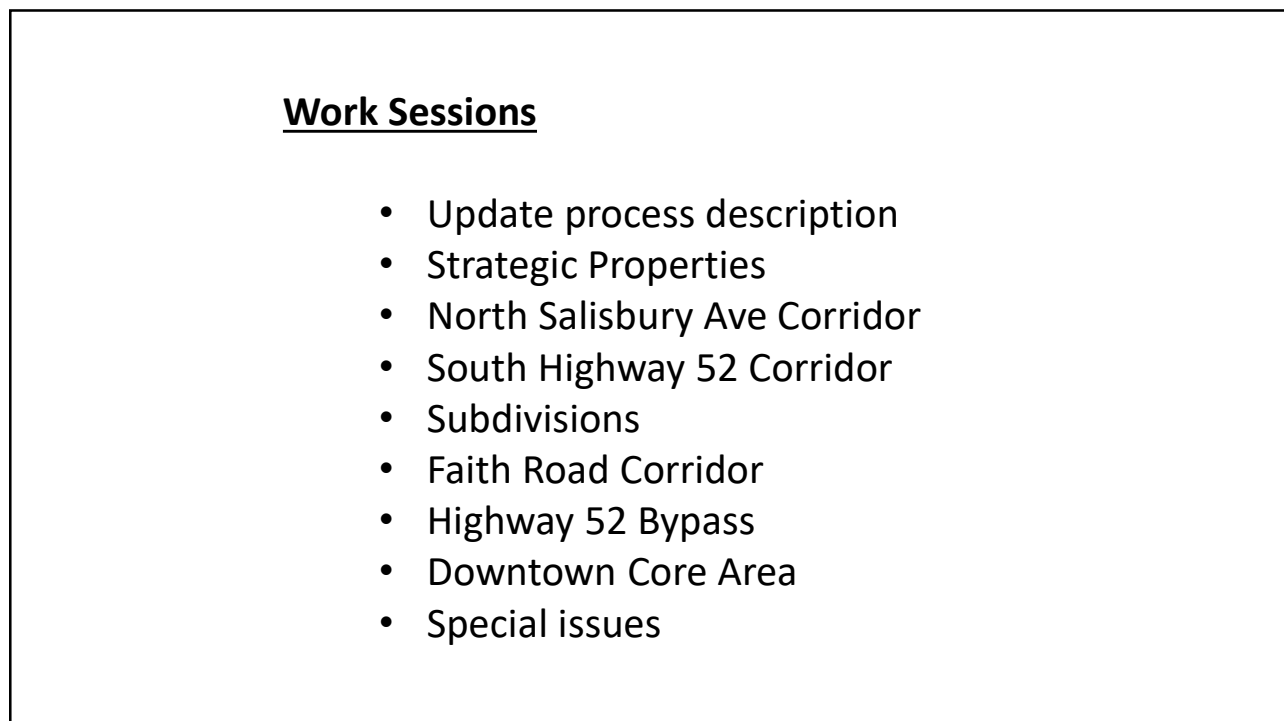 Work Sessions
• Update process description
• Strategic Properties
• North Salisbury Ave Corridor
• South Highway 52 Corridor
• Subdivisions
• Faith Road Corridor
• Highway 52 Bypass
• Downtown Core Area
• Special issues